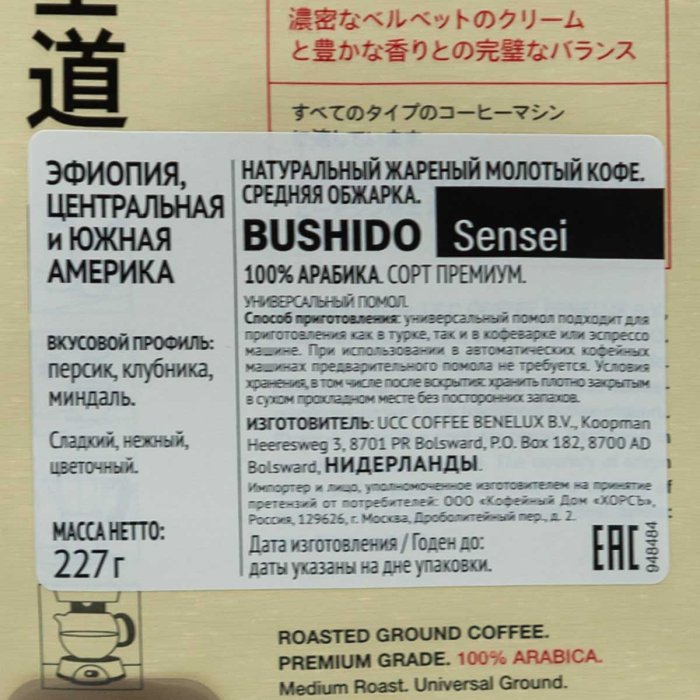 道
濃密なベルベットのクリーム
と豊かな香りとの完璧なバランス
すべてのタイプのコーヒーマシン
ЭФИОПИЯ,
ЦЕНТРАЛЬНАЯ
и ЮЖНАЯ
АМЕРИКА
ВКУСОВОЙ ПРОФИЛЬ:
персик, клубника,
миндаль.
Сладкий, нежный,
цветочный.
МАССА НЕТТО:
227 г
НАТУРАЛЬНЫЙ ЖАРЕНЫЙ МОЛОТЫЙ КОФЕ.
СРЕДНЯЯ ОБЖАРКА.
BUSHIDO Sensei
100% АРАБИКА. СОРТ ПРЕМИУМ.
УНИВЕРСАЛЬНЫЙ ПОМОЛ.
Способ приготовления: универсальный помол подходит для
приготовления как в турке, так и в кофеварке или эспрессо
машине. При использовании в автоматических кофейных
машинах предварительного помола не требуется. Условия
хранения, в том числе после вскрытия: хранить плотно закрытым
в сухом прохладном месте без посторонних запахов.
ИЗГОТОВИТЕЛЬ: UCC COFFEE BENELUX B.V., Koopman
Heeresweg 3, 8701 PR Bolsward, P.O. Box 182, 8700 AD
Bolsward, НИДЕРЛАНДЫ.
Импортер и лицо, уполномоченное изготовителем на принятие
претензий от потребителей: ООО «Кофейный Дом «ХОРСЪ»,
Россия, 129626, г. Москва, Дроболитейный пер., д. 2.
Дата изготовления / Годен до:
даты указаны на дне упаковки.
EAC
948484
ROASTED GROUND COFFEE.
PREMIUM GRADE. 100% ARABICA.
Medium Roast. Universal Ground.